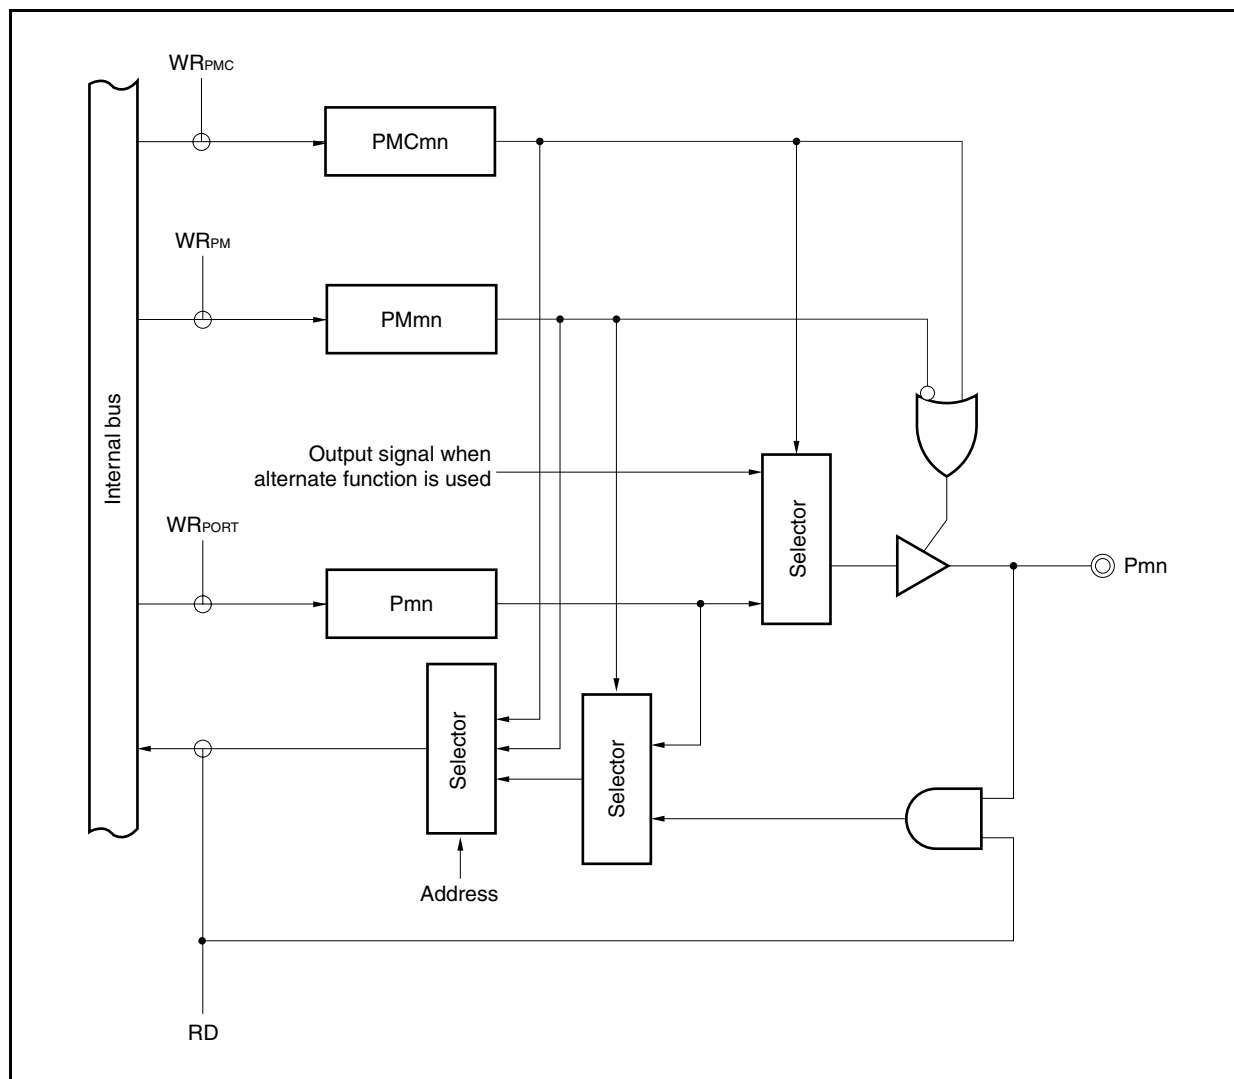 WRPMC
PMCmn
WRPM
PMmn
Internal bus
Output signal when
alternate function is used
Selector
WRPORT
Pmn
Pmn
Selector
Selector
Address
RD